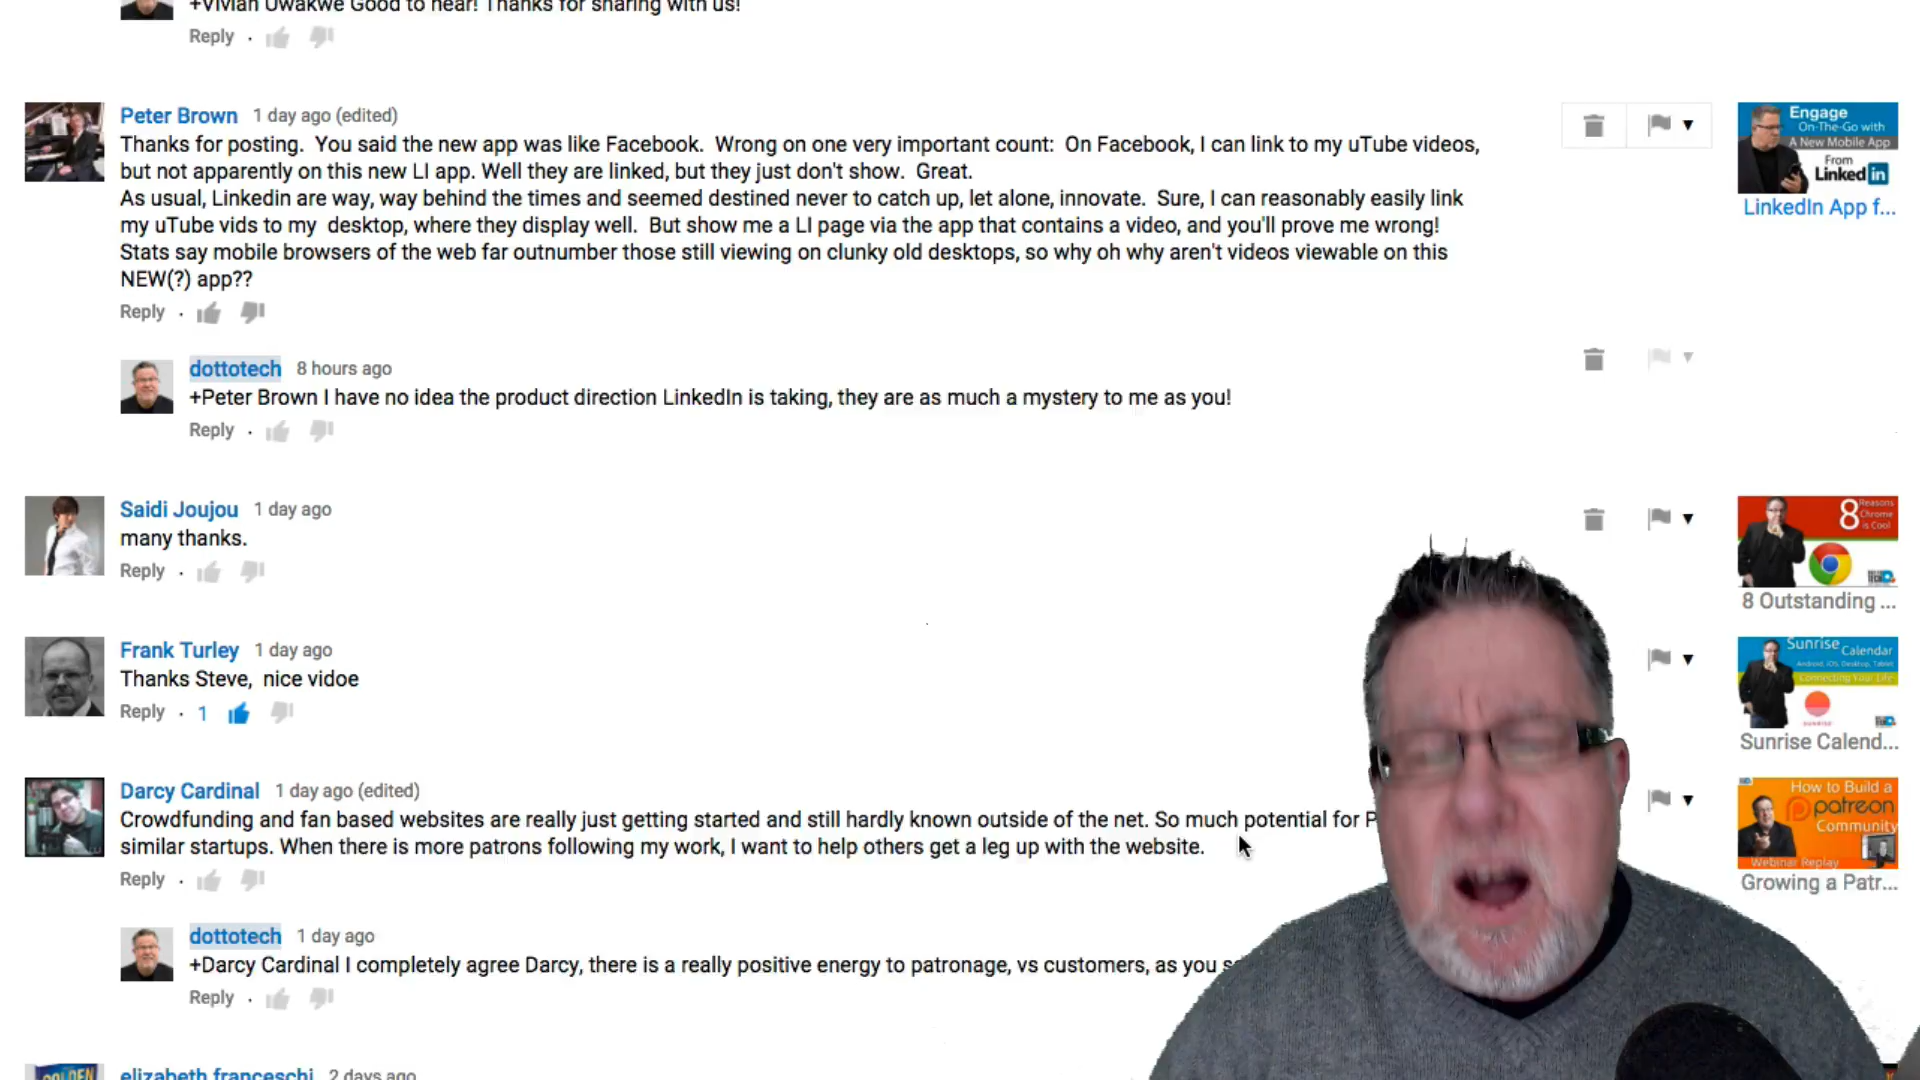 +Vivian Uwakwe Good to hear! Thanks for sharing with us!
Reply
Peter Brown 1 day ago (edited)
Thanks for posting. You said the new app was like Facebook. Wrong on one very important count: On Facebook, I can link to my uTube videos,
but not apparently on this new LI app. Well they are linked, but they just don't show. Great.
As usual, Linkedin are way, way behind the times and seemed destined never to catch up, let alone, innovate. Sure, I can reasonably easily link
my uTube vids to my desktop, where they display well. But show me a LI page via the app that contains a video, and you'll prove me wrong!
Stats say mobile browsers of the web far outnumber those still viewing on clunky old desktops, so why oh why aren't videos viewable on this
NEW(?) app??
Reply
Engage
On-The-Go with
A New Mobile App
From
Linked in
LinkedIn App f...
dottotech 8 hours ago
+Peter Brown I have no idea the product direction LinkedIn is taking, they are as much a mystery to me as you!
Reply
Saidi Joujou 1 day ago
many thanks.
Reply
8 Reasons
Chrome
is Cool
8 Outstanding ...
Frank Turley 1 day ago
Thanks Steve, nice vidoe
Reply · 1
Sunrise Calendar
Android, iOS, Desktop, Tablet
Connecting Your Life
SUNRISE
Sunrise Calend...
Darcy Cardinal 1 day ago (edited)
Crowdfunding and fan based websites are really just getting started and still hardly known outside of the net. So much potential for P
similar startups. When there is more patrons following my work, I want to help others get a leg up with the website.
Reply
How to Build a
patreon
Community
Webinar Replay
Growing a Patr...
dottotech 1 day ago
+Darcy Cardinal I completely agree Darcy, there is a really positive energy to patronage, vs customers, as you s
Reply
elizabeth franceschi 2 days ago